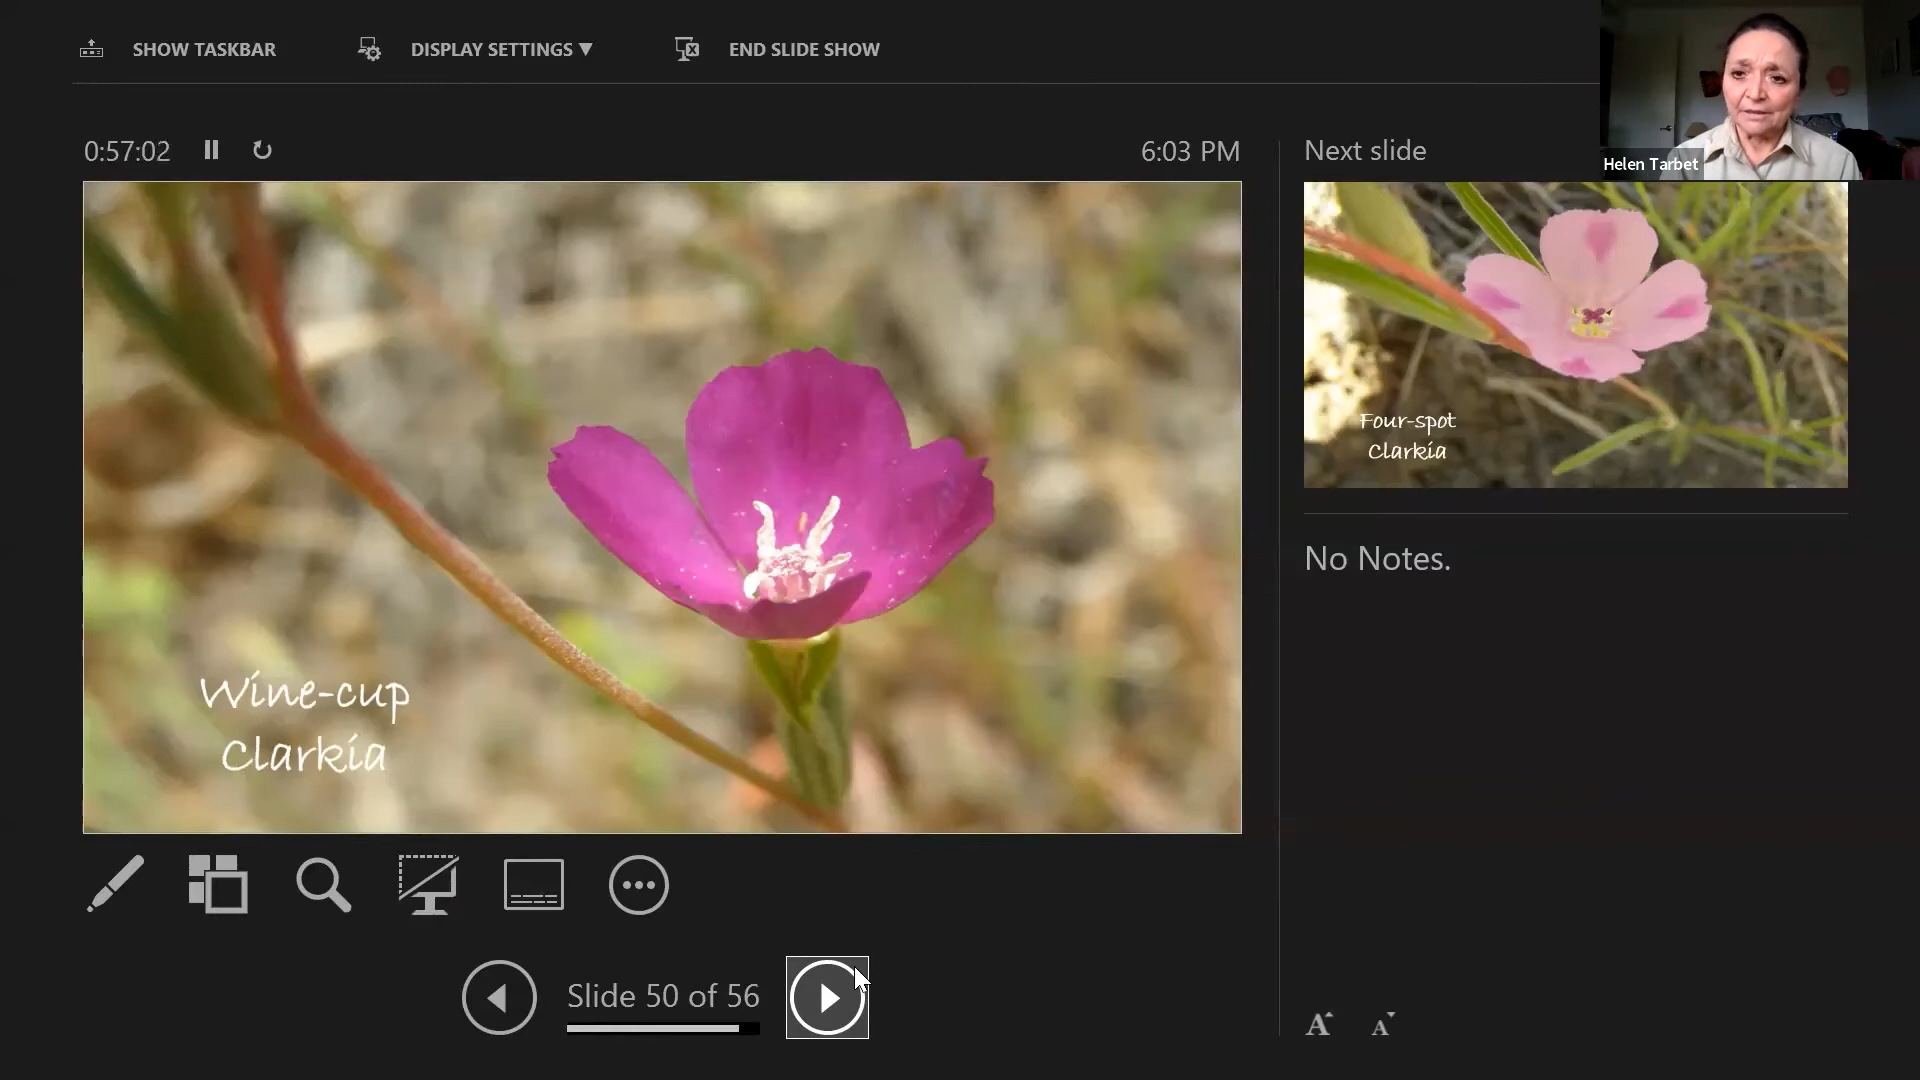 SHOW TASKBAR
DISPLAY SETTINGS ▼
END SLIDE SHOW
Helen Tarbet
0:57:02
6:03 PM
Next slide
Wine-cup
Clarkia
Four-spot
Clarkia
No Notes.
Slide 50 of 56
A A